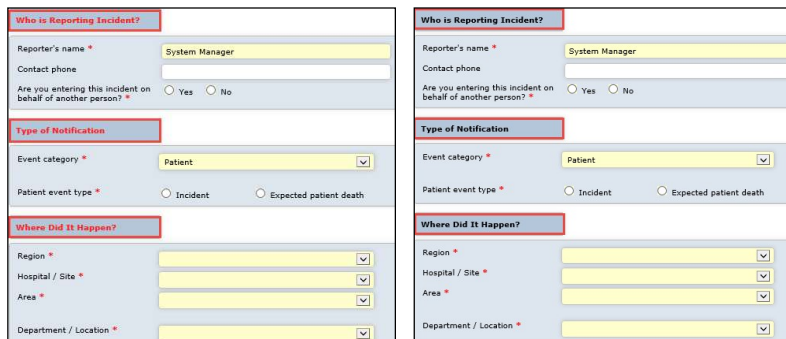 Who is Reporting Incident?
Reporter's name *
System Manager
Contact phone
Are you entering this incident on
behalf of another person? *
Yes
No
Type of Notification
Event category *
Patient
Patient event type *
Incident
Expected patient death
Where Did It Happen?
Region *
Hospital / Site *
Area *
Department / Location *
Who is Reporting Incident?
Reporter's name *
System Manager
Contact phone
Are you entering this incident on
behalf of another person? *
Yes
No
Type of Notification
Event category *
Patient
Patient event type *
Incident
Expected patient death
Where Did It Happen?
Region *
Hospital / Site *
Area *
Department / Location *